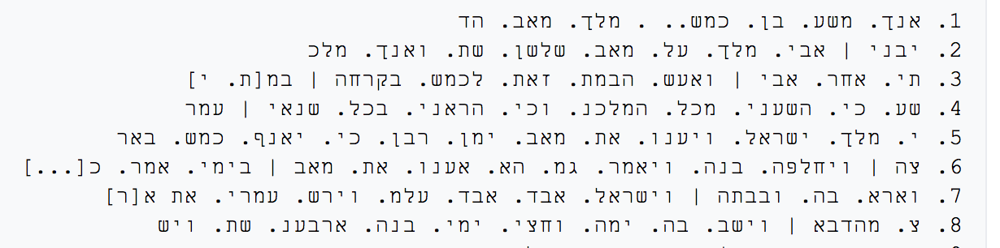 1. אנך. משע. בן. כמש.. . מלך. מאב. הד
2. יבני | אבי. מלך. על. מאב. שלשן. שת. ואנך. מלכ
3. תי. אחר. אבי | ואעש. הבמת. זאת. לכמש. בקרחה | במ[ת. י]
4. שע. כי. השעני. מכל. המלכנ. וכי. הראני. בכל. שנאי | עמר
5. י. מלך. ישראל. ויענו. את. מאב. ימן. רבן. כי. יאנף. כמש. באר
6. צה | ויחלפה. בנה. ויאמר. גמ. הא. אענו. את. מאב | בימי. אמר. כ[...]
7. וארא. בה. ובבתה | וישראל. אבד. אבד. עלמ. וירש. עמרי. את א[ר]
8. צ. מהדבא | וישב. בה. ימה. וחצי. ימי. בנה. ארבענ. שת. ויש